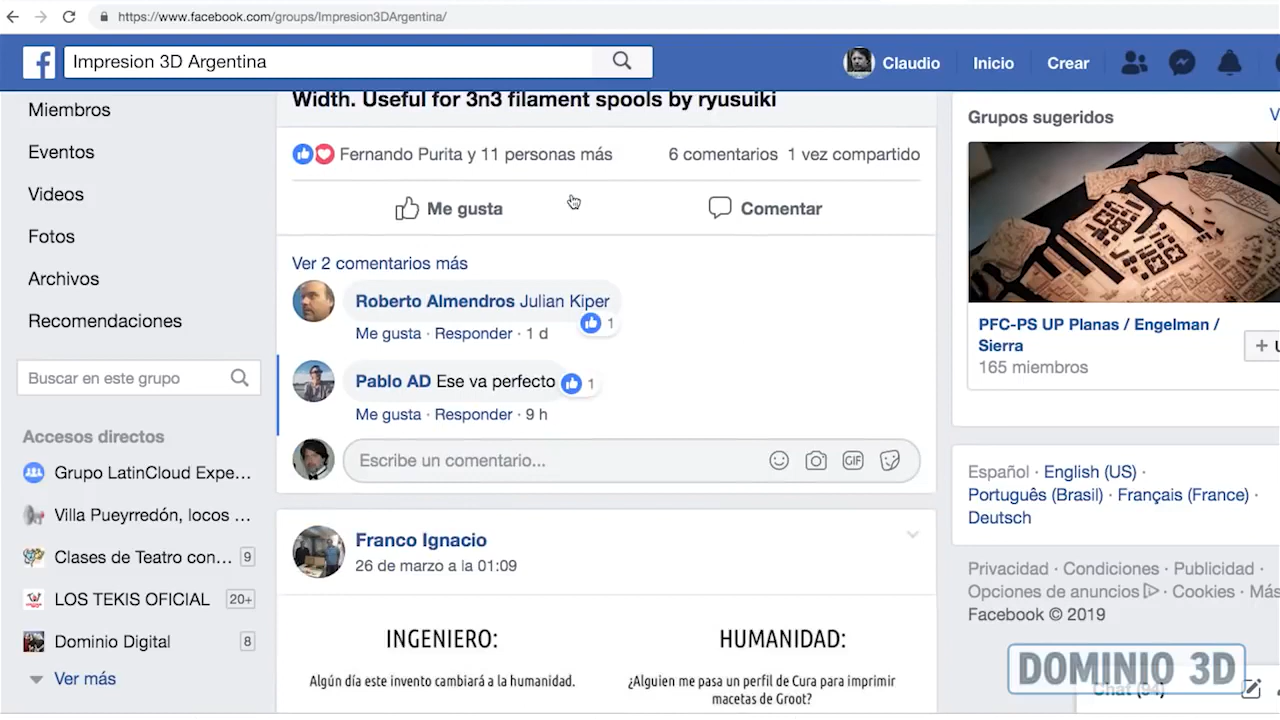 https://www.facebook.com/groups/Impresion3DArgentina/
Impresion 3D Argentina
Claudio
Inicio
Crear
Miembros
Eventos
Videos
Fotos
Archivos
Recomendaciones
Buscar en este grupo
Accesos directos
Grupo LatinCloud Expe...
Villa Pueyrredón, locos ...
Clases de Teatro con... 9
LOS TEKIS OFICIAL 20+
Dominio Digital 8
Ver más
Width. Useful for 3n3 filament spools by ryusuiki
Fernando Purita y 11 personas más
6 comentarios 1 vez compartido
Me gusta
Comentar
Ver 2 comentarios más
Roberto Almendros Julian Kiper
1
Me gusta · Responder · 1 d
Pablo AD Ese va perfecto
1
Me gusta · Responder · 9 h
Escribe un comentario...
GIF
Franco Ignacio
26 de marzo a la 01:09
INGENIERO:
Algún día este invento cambiará a la humanidad.
HUMANIDAD:
¿Alguien me pasa un perfil de Cura para imprimir
macetas de Groot?
Grupos sugeridos
PFC-PS UP Planas / Engelman /
Sierra
165 miembros
Español · English (US) ·
Português (Brasil) · Français (France) ·
Deutsch
Privacidad · Condiciones · Publicidad ·
Opciones de anuncios · Cookies · Más
Facebook © 2019
DOMINIO 3D
Chat (94)